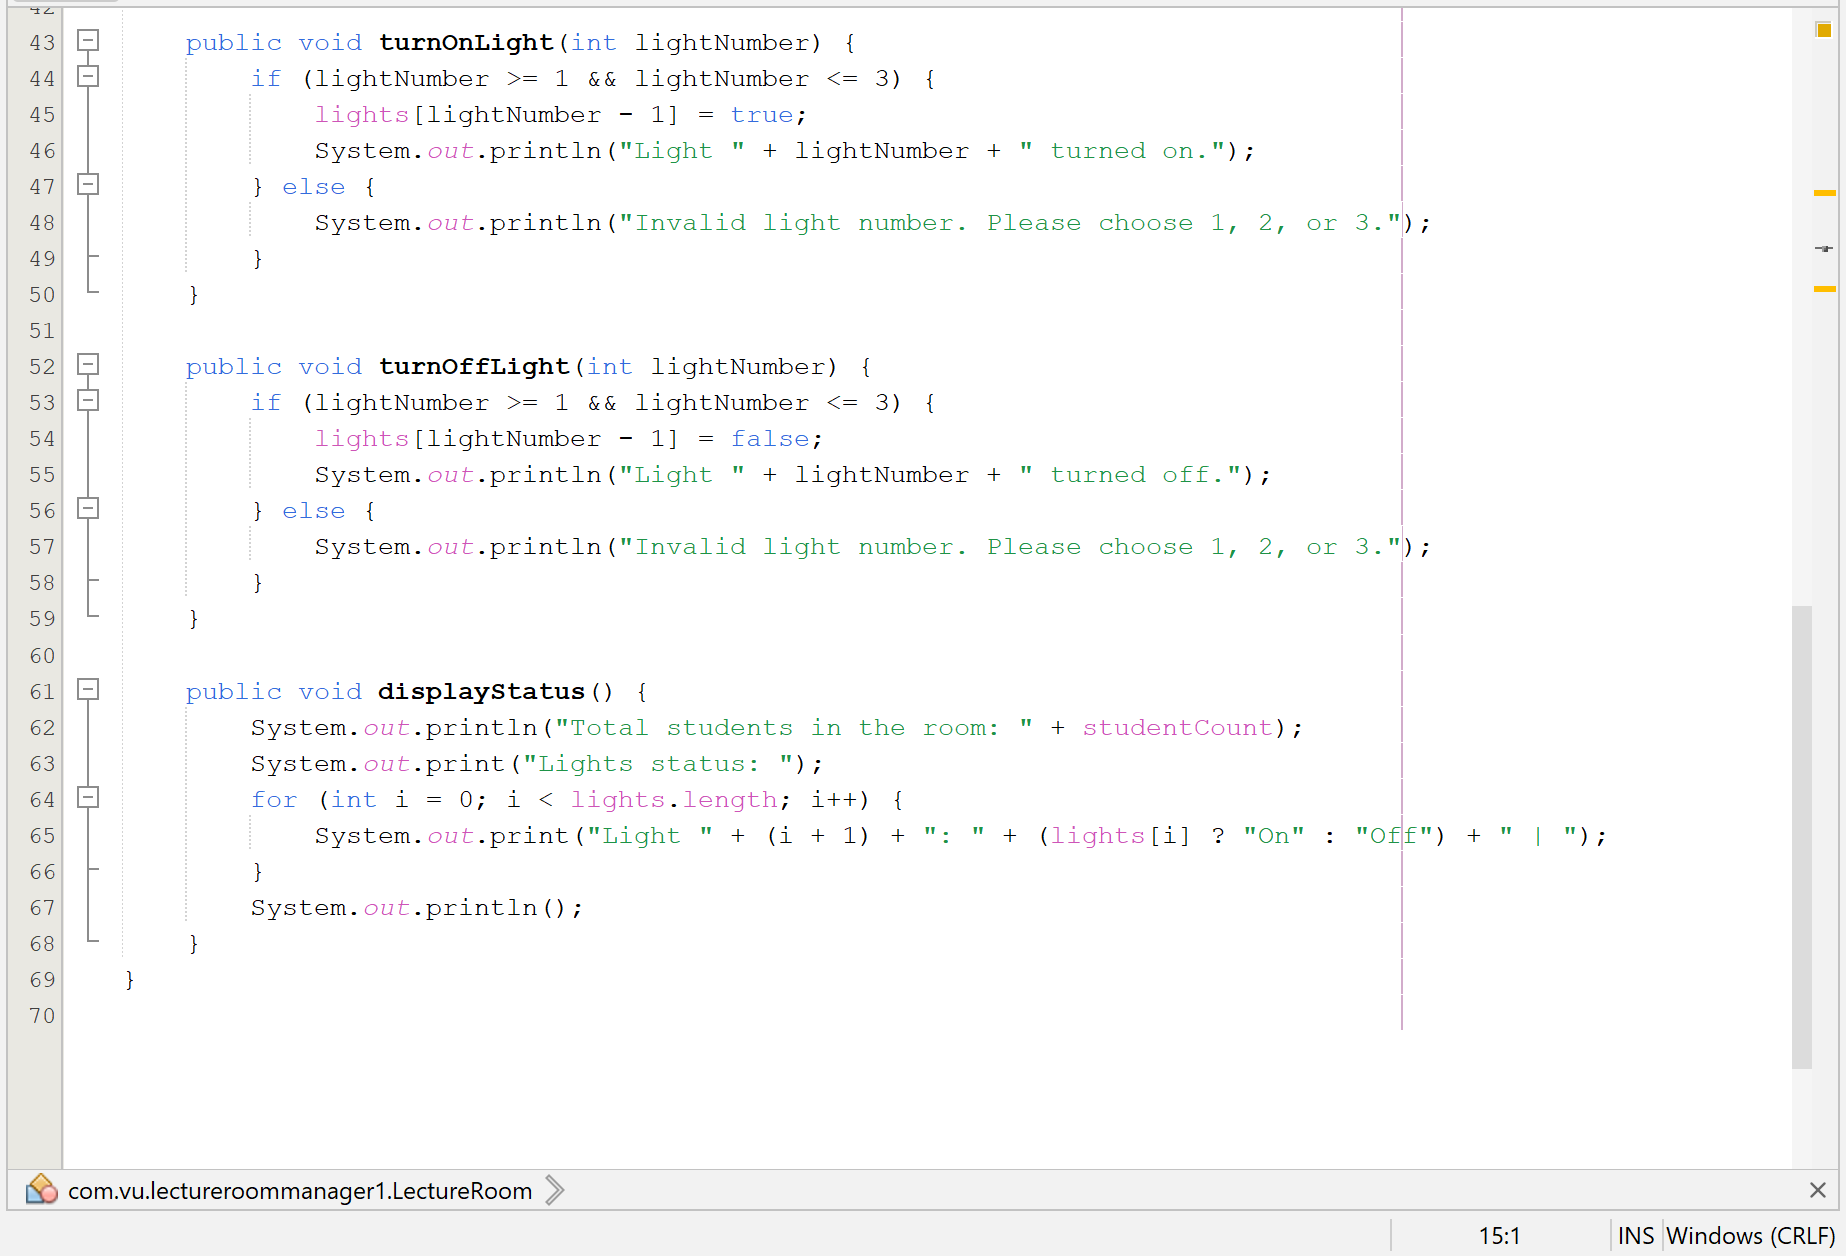 42
43 public void turnOnLight(int lightNumber) {
44 if (lightNumber >= 1 && lightNumber <= 3) {
45 lights[lightNumber - 1] = true;
46 System.out.println("Light " + lightNumber + " turned on.");
47 } else {
48 System.out.println("Invalid light number. Please choose 1, 2, or 3.");
49 }
50 }
51
52 public void turnOffLight(int lightNumber) {
53 if (lightNumber >= 1 && lightNumber <= 3) {
54 lights[lightNumber - 1] = false;
55 System.out.println("Light " + lightNumber + " turned off.");
56 } else {
57 System.out.println("Invalid light number. Please choose 1, 2, or 3.");
58 }
59 }
60
61 public void displayStatus() {
62 System.out.println("Total students in the room: " + studentCount);
63 System.out.print("Lights status: ");
64 for (int i = 0; i < lights.length; i++) {
65 System.out.print("Light " + (i + 1) + ": " + (lights[i] ? "On" : "Off") + " | ");
66 }
67 System.out.println();
68 }
69 }
70
com.vu.lectureroommanager1.LectureRoom
15:1 INS Windows (CRLF)